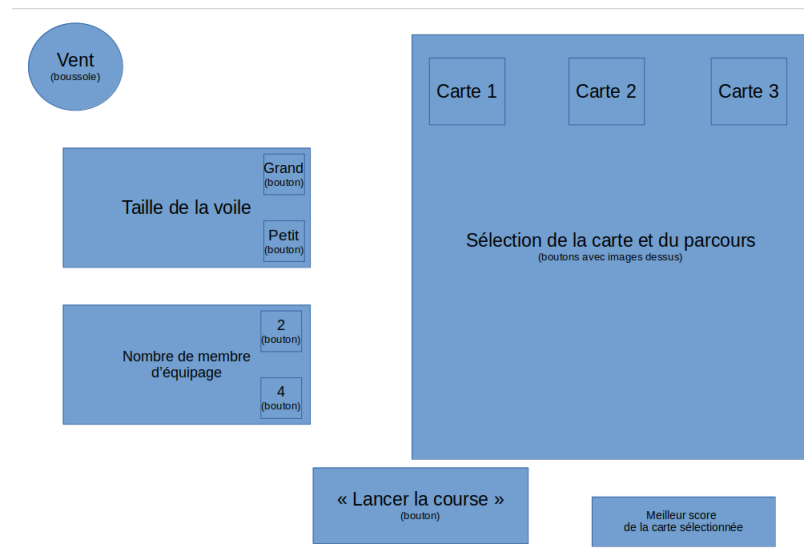 Vent
(boussole)
Carte 1
Carte 2
Carte 3
Grand
(bouton)
Taille de la voile
Petit
(bouton)
Sélection de la carte et du parcours
(boutons avec images dessus)
2
(bouton)
Nombre de membre
d'équipage
4
(bouton)
« Lancer la course »
(bouton)
Meilleur score
de la carte sélectionnée